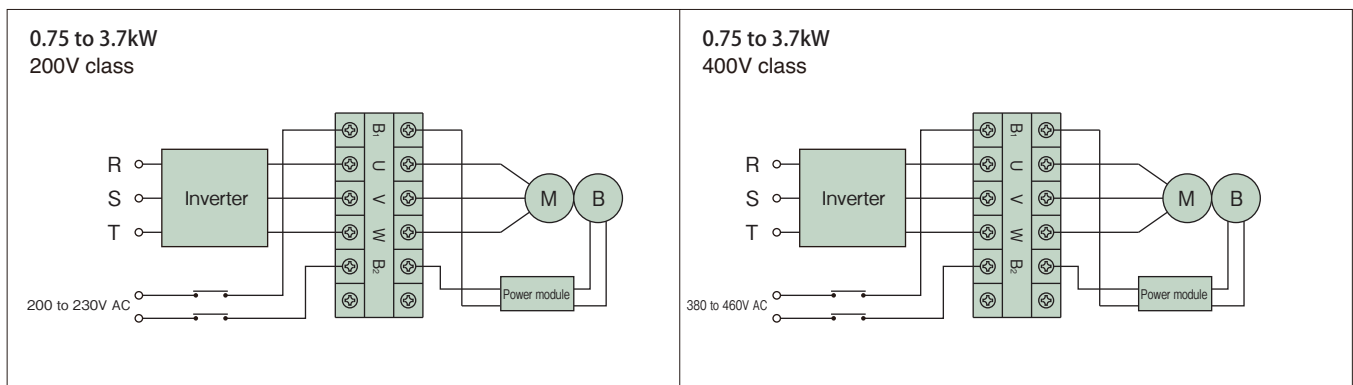 0.75 to 3.7kW
200V class
R
S
T
Inverter
200 to 230V AC
B₁
U
V
W
B₂
M
B
Power module
0.75 to 3.7kW
400V class
R
S
T
Inverter
380 to 460V AC
B₁
U
V
W
B₂
M
B
Power module